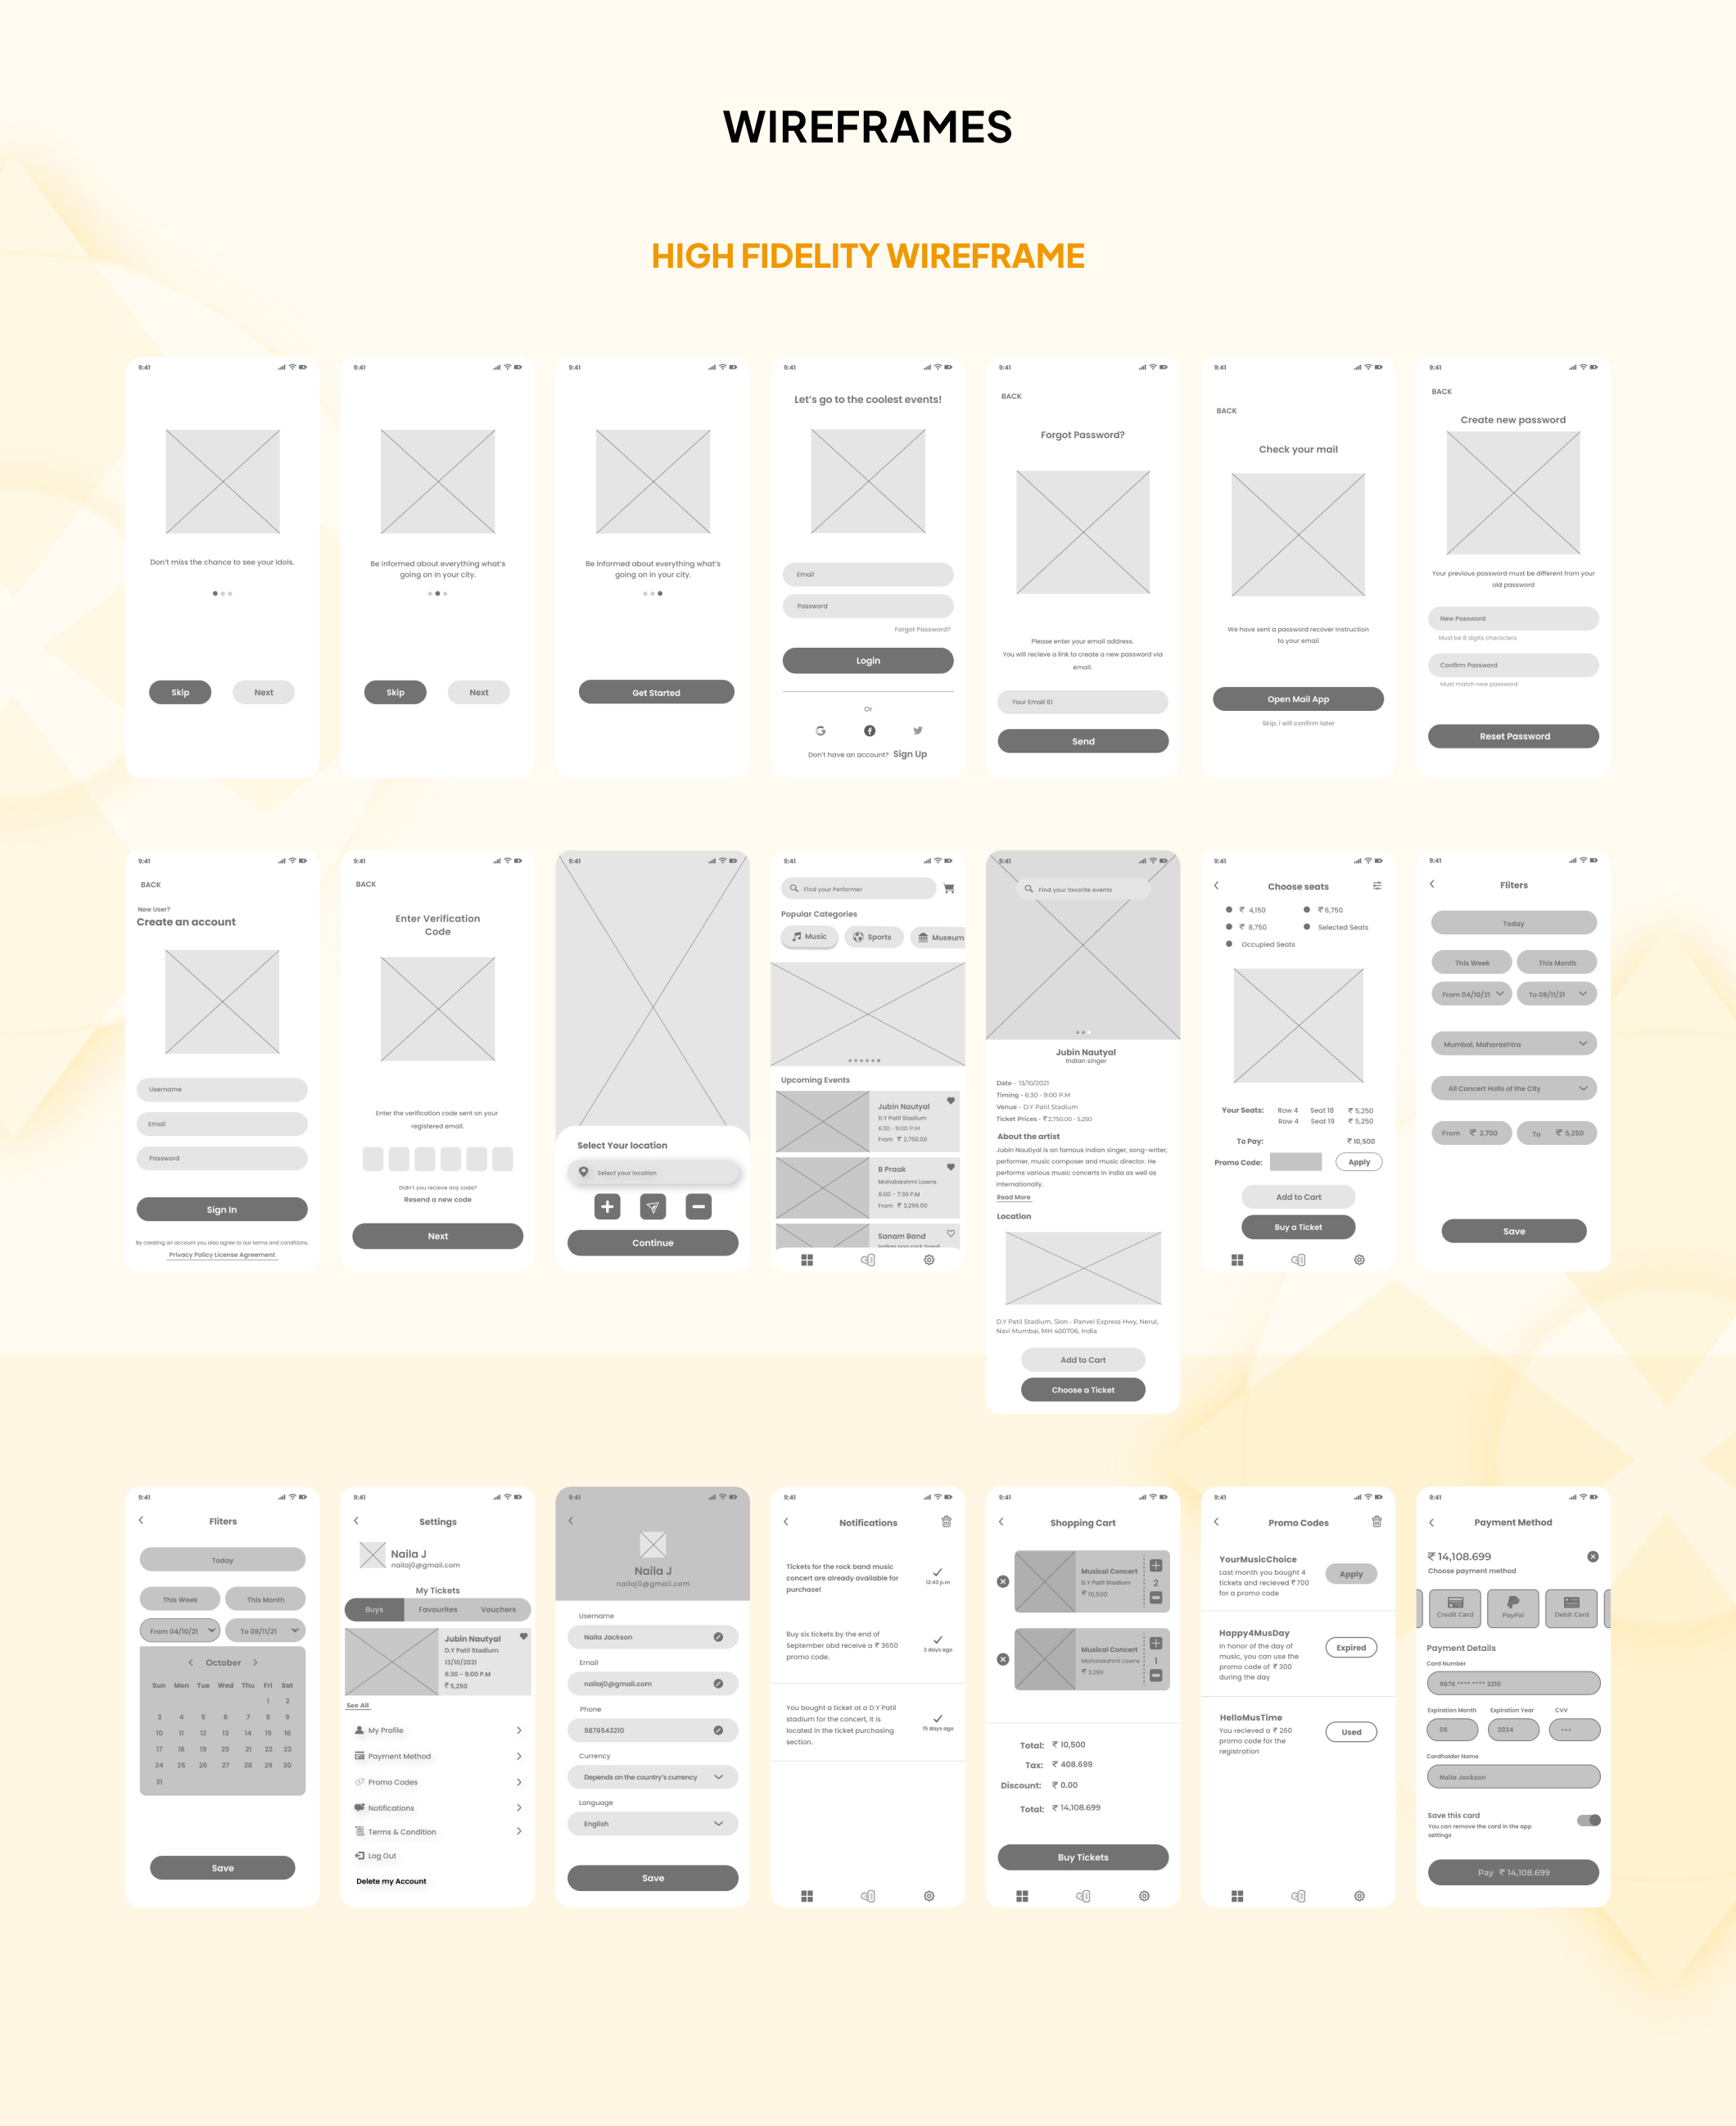 WIREFRAMES
HIGH FIDELITY WIREFRAME
9:41
Don't miss the chance to see your idols.
Skip
Next
9:41
Be informed about everything what's
going on in your city.
Skip
Next
9:41
Be informed about everything what's
going on in your city.
Get Started
9:41
Let's go to the coolest events!
Email
Password
Forgot Password?
Login
Or
Don't have an account? Sign Up
9:41
BACK
Forgot Password?
Please enter your email address.
You will recieve a link to create a new password via
email.
Your Email ID
Send
9:41
BACK
Check your mail
We have sent a password recover instruction
to your email
Open Mail App
Skip, i will confirm later
9:41
BACK
Create new password
Your previous password must be different from your
old password
New Password
Must be 8 digits characters
Confirm Password
Must match new password
Reset Password
9:41
BACK
New User?
Create an account
Username
Email
Password
Sign In
By creating an account you also agree to our terms and conditions.
Privacy Policy License Agreement
9:41
BACK
Enter Verification
Code
Enter the verification code sent on your
registered email.
Didn't you recieve any code?
Resend a new code
Next
9:41
Select Your location
Select your location
Continue
9:41
Find your Performer
Popular Categories
Music
Sports
Museum
Upcoming Events
Jubin Nautyal
D.Y Patil Stadium
6:30 - 9:00 P.M
From ₹ 2,750.00
B Praak
Mahalakshmi Lawns
6:00 - 7:30 P.M
From ₹ 3,299.00
Sanam Band
Indian pop rock band
9:41
Find your favorite events
Jubin Nautyal
Indian singer
Date - 13/10/2021
Timing - 6:30 - 9:00 P.M
Venue - D.Y Patil Stadium
Ticket Prices - ₹ 2,750.00 - 5,250
About the artist
Jubin Nautiyal is an famous Indian singer, song-writer,
performer, music composer and music director. He
performs various music concerts in india as well as
internationally.
Read More
Location
D.Y Patil Stadium, Sion - Panvel Express Hwy, Nerul,
Navi Mumbai, MH 400706, India
Add to Cart
Choose a Ticket
9:41
Choose seats
₹ 4,150
₹ 6,750
₹ 8,750
Selected Seats
Occupied Seats
Your Seats: Row 4 Seat 18 ₹ 5,250
Row 4 Seat 19 ₹ 5,250
To Pay: ₹ 10,500
Promo Code: Apply
Add to Cart
Buy a Ticket
9:41
Fliters
Today
This Week
This Month
From 04/10/21
To 08/11/21
Mumbai, Maharashtra
All Concert Halls of the City
From ₹ 2,700
To ₹ 5,250
Save
9:41
Fliters
Today
This Week
This Month
From 04/10/21
To 08/11/21
October
Sun Mon Tue Wed Thu Fri Sat
1 2
3 4 5 6 7 8 9
10 11 12 13 14 15 16
17 18 19 20 21 22 23
24 25 26 27 28 29 30
31
Save
9:41
Settings
Naila J
nailaj0@gmail.com
My Tickets
Buys
Favourites
Vouchers
Jubin Nautyal
D.Y Patil Stadium
13/10/2021
6:30 - 9:00 P.M
₹ 5,250
See All
My Profile
Payment Method
Promo Codes
Notifications
Terms & Condition
Log Out
Delete my Account
9:41
Naila J
nailaj0@gmail.com
Username
Naila Jackson
Email
nailaj0@gmail.com
Phone
9876543210
Currency
Depends on the country's currency
Language
English
Save
9:41
Notifications
Tickets for the rock band music
concert are already available for
purchase!
12:43 p.m
Buy six tickets by the end of
September abd receive a ₹ 3650
promo code.
2 days ago
You bought a ticket at a D.Y Patil
stadium for the concert, it is
located in the ticket purchasing
section.
15 days ago
9:41
Shopping Cart
Musical Concert
D.Y Patil Stadium
₹ 10,500
2
Musical Concert
Mahalakshmi Lawns
₹ 3,299
1
Total: ₹ 10,500
Tax: ₹ 408.699
Discount: ₹ 0.00
Total: ₹ 14,108.699
Buy Tickets
9:41
Promo Codes
YourMusicChoice
Last month you bought 4
tickets and recieved ₹ 700
for a promo code
Apply
Happy4MusDay
In honor of the day of
music, you can use the
promo code of ₹ 300
during the day
Expired
HelloMusTime
You recieved a ₹ 260
promo code for the
registration
Used
9:41
Payment Method
₹ 14,108.699
Choose payment method
Credit Card
PayPal
Debit Card
Payment Details
Card Number
9876 **** **** 3210
Expiration Month
Expiration Year
CVV
06
2024
***
Cardholder Name
Naila Jackson
Save this card
You can remove the card in the app
settings
Pay ₹ 14,108.699